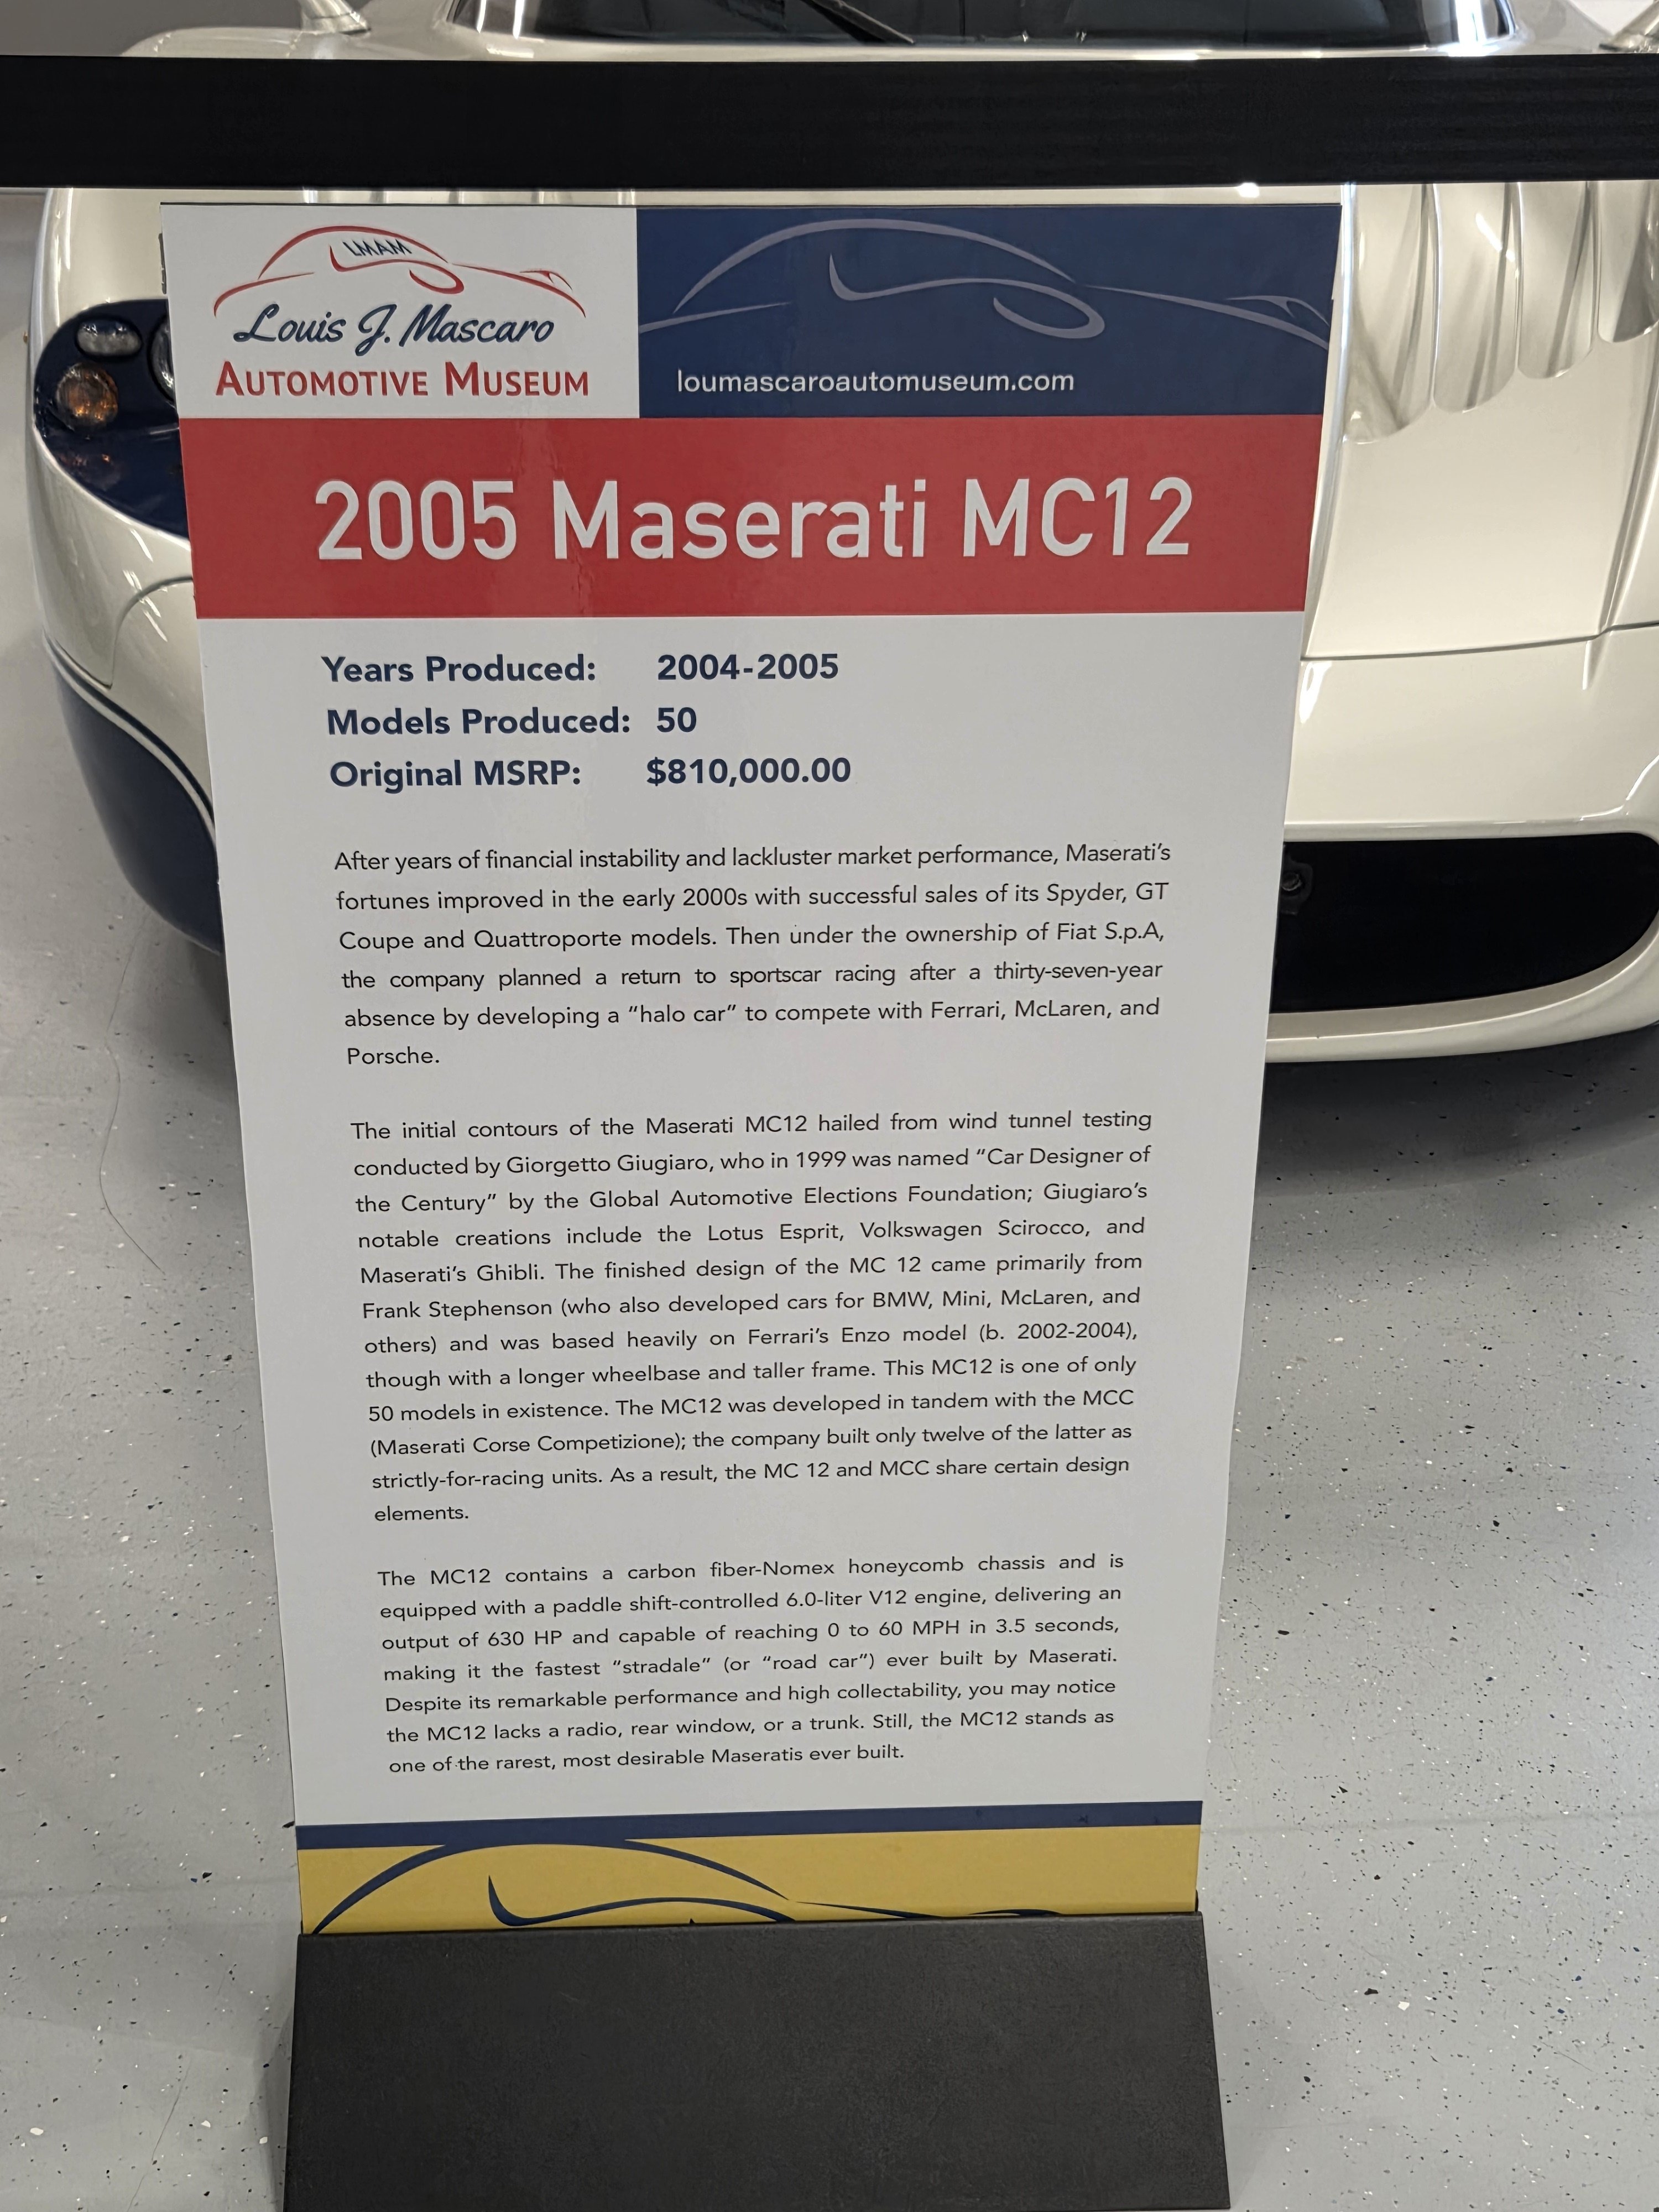 LMAM
Louis J. Mascaro
AUTOMOTIVE MUSEUM
loumascaroautomuseum.com
2005 Maserati MC12
Years Produced: 2004-2005
Models Produced: 50
Original MSRP: $810,000.00
After years of financial instability and lackluster market performance, Maserati's
fortunes improved in the early 2000s with successful sales of its Spyder, GT
Coupe and Quattroporte models. Then under the ownership of Fiat S.p.A,
the company planned a return to sportscar racing after a thirty-seven-year
absence by developing a "halo car" to compete with Ferrari, McLaren, and
Porsche.
The initial contours of the Maserati MC12 hailed from wind tunnel testing
conducted by Giorgetto Giugiaro, who in 1999 was named "Car Designer of
the Century" by the Global Automotive Elections Foundation; Giugiaro's
notable creations include the Lotus Esprit, Volkswagen Scirocco, and
Maserati's Ghibli. The finished design of the MC 12 came primarily from
Frank Stephenson (who also developed cars for BMW, Mini, McLaren, and
others) and was based heavily on Ferrari's Enzo model (b. 2002-2004),
though with a longer wheelbase and taller frame. This MC12 is one of only
50 models in existence. The MC12 was developed in tandem with the MCC
(Maserati Corse Competizione); the company built only twelve of the latter as
strictly-for-racing units. As a result, the MC 12 and MCC share certain design
elements.
The MC12 contains a carbon fiber-Nomex honeycomb chassis and is
equipped with a paddle shift-controlled 6.0-liter V12 engine, delivering an
output of 630 HP and capable of reaching 0 to 60 MPH in 3.5 seconds,
making it the fastest "stradale" (or "road car") ever built by Maserati.
Despite its remarkable performance and high collectability, you may notice
the MC12 lacks a radio, rear window, or a trunk. Still, the MC12 stands as
one of the rarest, most desirable Maseratis ever built.